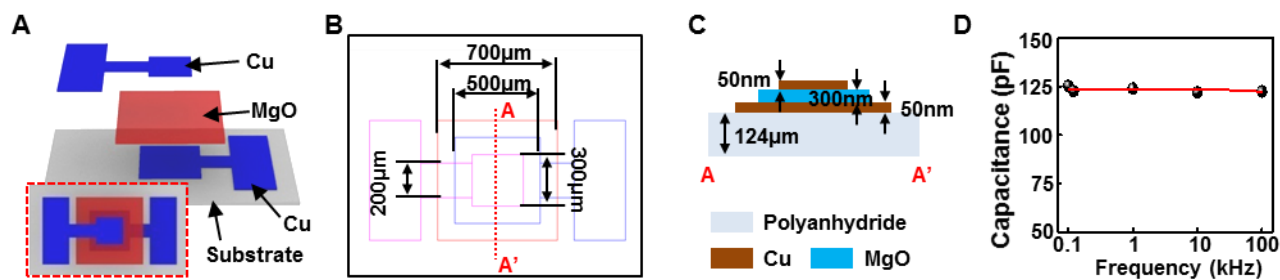 A
Cu
MgO
Cu
Substrate
B
700μm
500μm
A
200μm
300μm
A'
C
50nm
300nm
50nm
124μm
A
A'
Polyanhydride
Cu
MgO
D
Capacitance (pF)
150
125
100
75
50
0.1
1
10
100
Frequency (kHz)